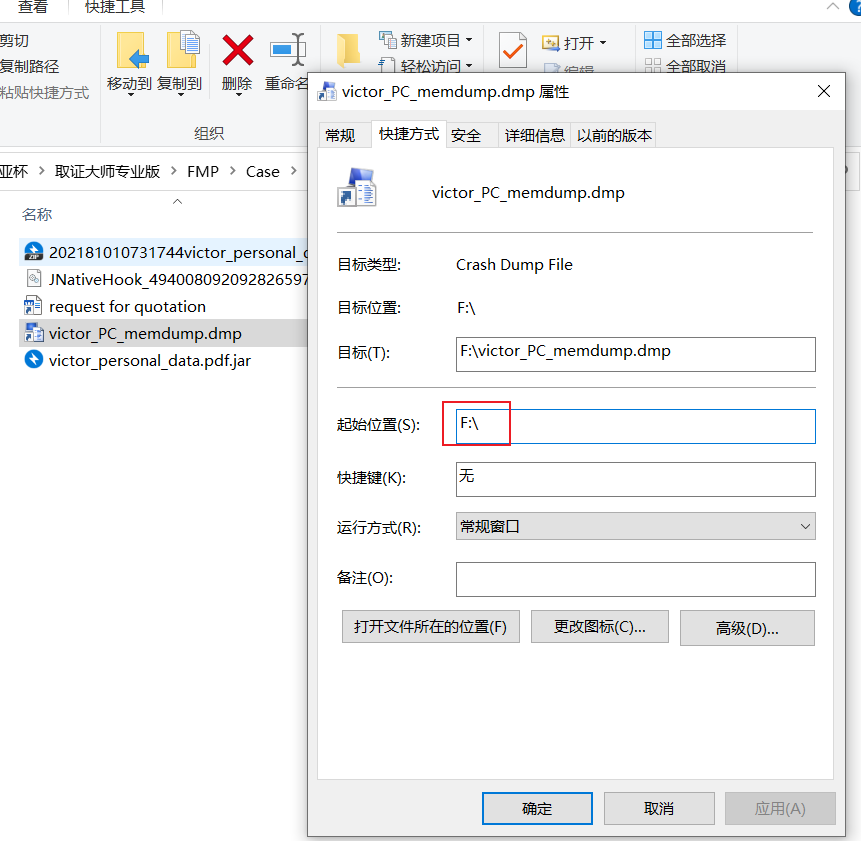 查看 快捷工具
剪切
复制路径
粘贴快捷方式
移动到 复制到 删除 重命名
新建项目
轻松访问
打开
编辑
全部选择
全部取消
组织
亚杯 取证大师专业版 FMP Case
名称
202181010731744victor_personal_
JNativeHook_494008092092826597
request for quotation
victor_PC_memdump.dmp
victor_personal_data.pdf.jar
victor_PC_memdump.dmp 属性
常规 快捷方式 安全 详细信息 以前的版本
victor_PC_memdump.dmp
目标类型: Crash Dump File
目标位置: F:\
目标(T): F:\victor_PC_memdump.dmp
起始位置(S): F:\
快捷键(K): 无
运行方式(R): 常规窗口
备注(O):
打开文件所在的位置(F) 更改图标(C)... 高级(D)...
确定 取消 应用(A)